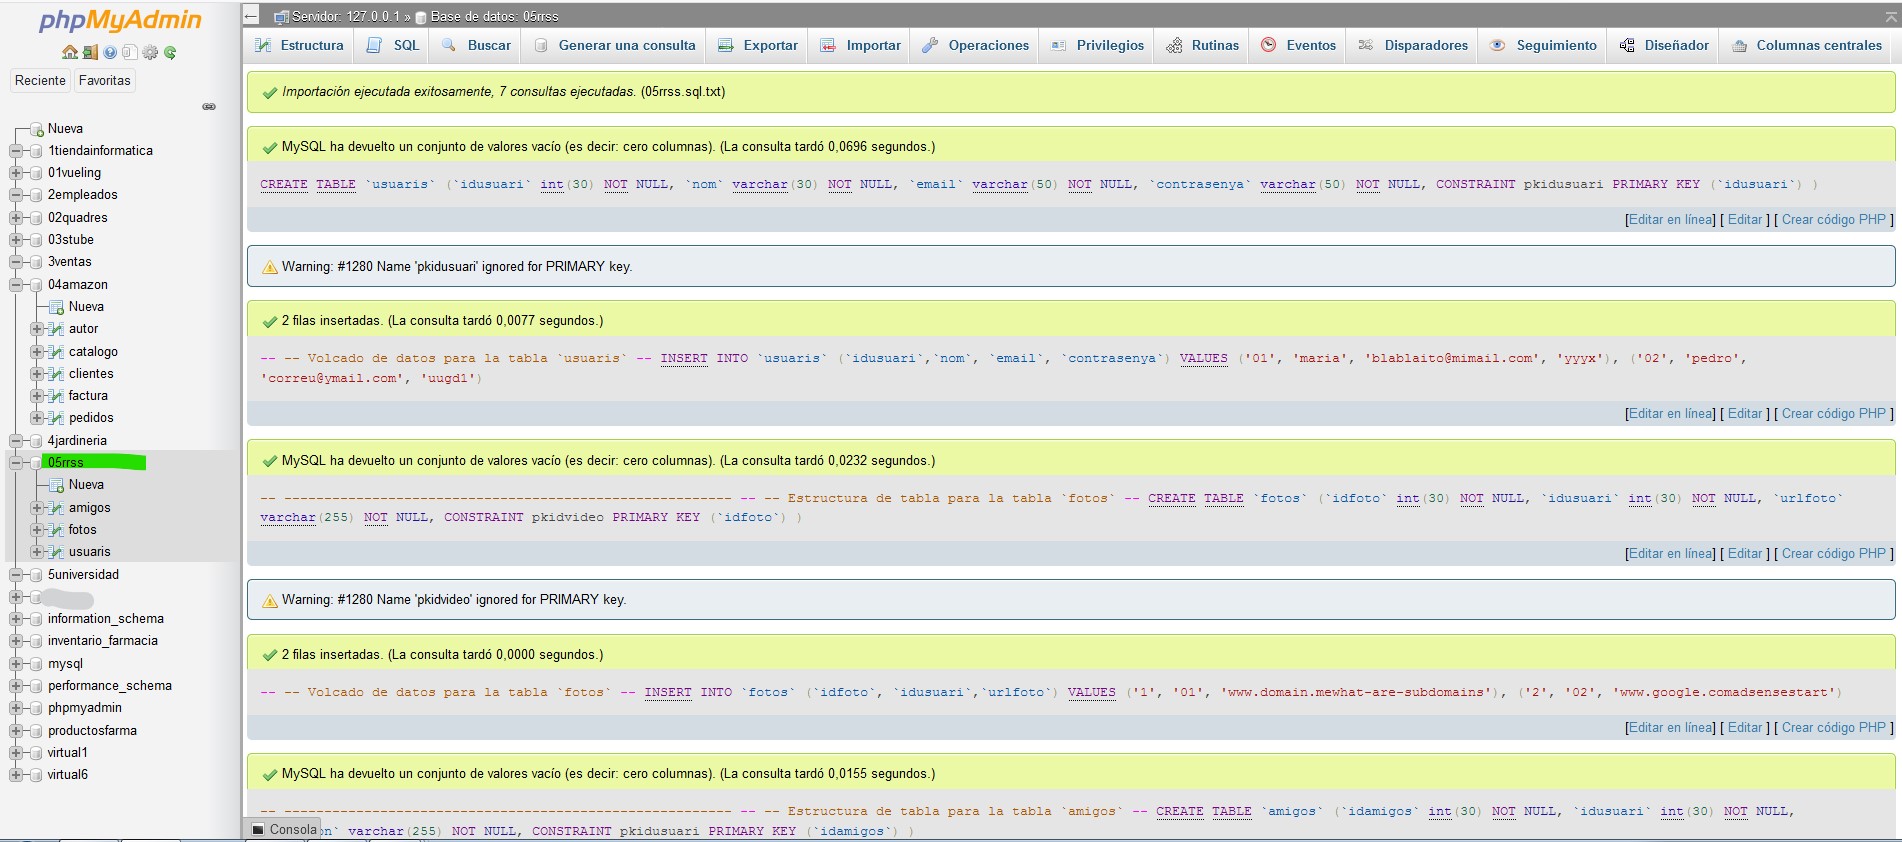 phpMyAdmin
Reciente Favoritas
Nueva
1tiendainformatica
01vueling
2empleados
02quadres
03stube
3ventas
04amazon
Nueva
autor
catalogo
clientes
factura
pedidos
4jardineria
05rrss
Nueva
amigos
fotos
usuaris
5universidad
information_schema
inventario_farmacia
mysql
performance_schema
phpmyadmin
productosfarma
virtual1
virtual6
Servidor: 127.0.0.1 » Base de datos: 05rrss
Estructura SQL Buscar Generar una consulta Exportar Importar Operaciones Privilegios Rutinas Eventos Disparadores Seguimiento Diseñador Columnas centrales
Importación ejecutada exitosamente, 7 consultas ejecutadas. (05rrss.sql.txt)
MySQL ha devuelto un conjunto de valores vacío (es decir: cero columnas). (La consulta tardó 0,0696 segundos.)
CREATE TABLE `usuaris` (`idusuari` int(30) NOT NULL, `nom` varchar(30) NOT NULL, `email` varchar(50) NOT NULL, `contrasenya` varchar(50) NOT NULL, CONSTRAINT pkidusuari PRIMARY KEY (`idusuari`) )
[Editar en línea] [ Editar ] [ Crear código PHP ]
Warning: #1280 Name 'pkidusuari' ignored for PRIMARY key.
2 filas insertadas. (La consulta tardó 0,0077 segundos.)
-- -- Volcado de datos para la tabla `usuaris` -- INSERT INTO `usuaris` (`idusuari`,`nom`, `email`, `contrasenya`) VALUES ('01', 'maria', 'blablaito@mimail.com', 'yyyx'), ('02', 'pedro',
'correu@ymail.com', 'uugd1')
[Editar en línea] [ Editar ] [ Crear código PHP ]
MySQL ha devuelto un conjunto de valores vacío (es decir: cero columnas). (La consulta tardó 0,0232 segundos.)
-- -------------------------------------------------------- -- -- Estructura de tabla para la tabla `fotos` -- CREATE TABLE `fotos` (`idfoto` int(30) NOT NULL, `idusuari` int(30) NOT NULL, `urlfoto`
varchar(255) NOT NULL, CONSTRAINT pkidvideo PRIMARY KEY (`idfoto`) )
[Editar en línea] [ Editar ] [ Crear código PHP ]
Warning: #1280 Name 'pkidvideo' ignored for PRIMARY key.
2 filas insertadas. (La consulta tardó 0,0000 segundos.)
-- -- Volcado de datos para la tabla `fotos` -- INSERT INTO `fotos` (`idfoto`, `idusuari`,`urlfoto`) VALUES ('1', '01', 'www.domain.mewhat-are-subdomains'), ('2', '02', 'www.google.comadsensestart')
[Editar en línea] [ Editar ] [ Crear código PHP ]
MySQL ha devuelto un conjunto de valores vacío (es decir: cero columnas). (La consulta tardó 0,0155 segundos.)
-- -------------------------------------------------------- -- -- Estructura de tabla para la tabla `amigos` -- CREATE TABLE `amigos` (`idamigos` int(30) NOT NULL, `idusuari` int(30) NOT NULL,
Consola on` varchar(255) NOT NULL, CONSTRAINT pkidusuari PRIMARY KEY (`idamigos`) )